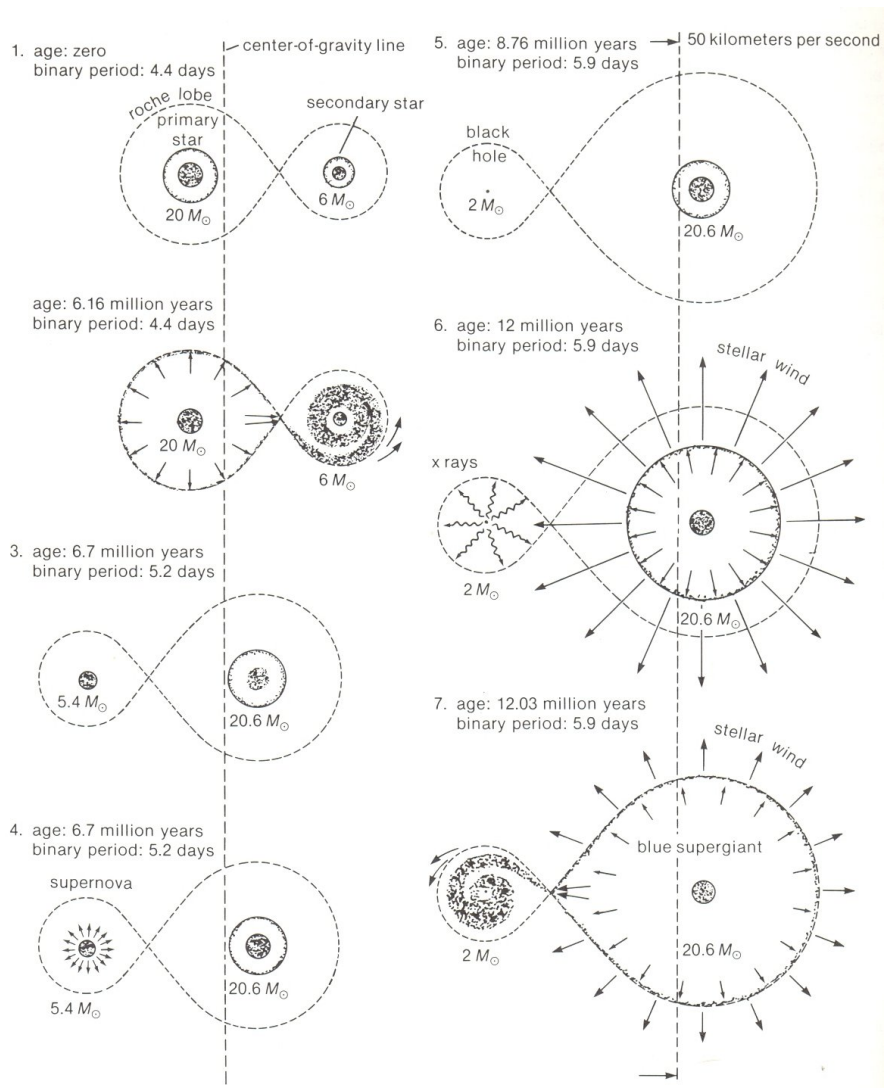 1. age: zero
binary period: 4.4 days
center-of-gravity line
roche lobe
primary
star
secondary star
20 M☉
6 M☉
age: 6.16 million years
binary period: 4.4 days
20 M☉
6 M☉
3. age: 6.7 million years
binary period: 5.2 days
5.4 M☉
20.6 M☉
4. age: 6.7 million years
binary period: 5.2 days
supernova
5.4 M☉
20.6 M☉
5. age: 8.76 million years
binary period: 5.9 days
50 kilometers per second
black
hole
2 M☉
20.6 M☉
6. age: 12 million years
binary period: 5.9 days
stellar wind
x rays
2 M☉
20.6 M☉
7. age: 12.03 million years
binary period: 5.9 days
stellar wind
blue supergiant
2 M☉
20.6 M☉